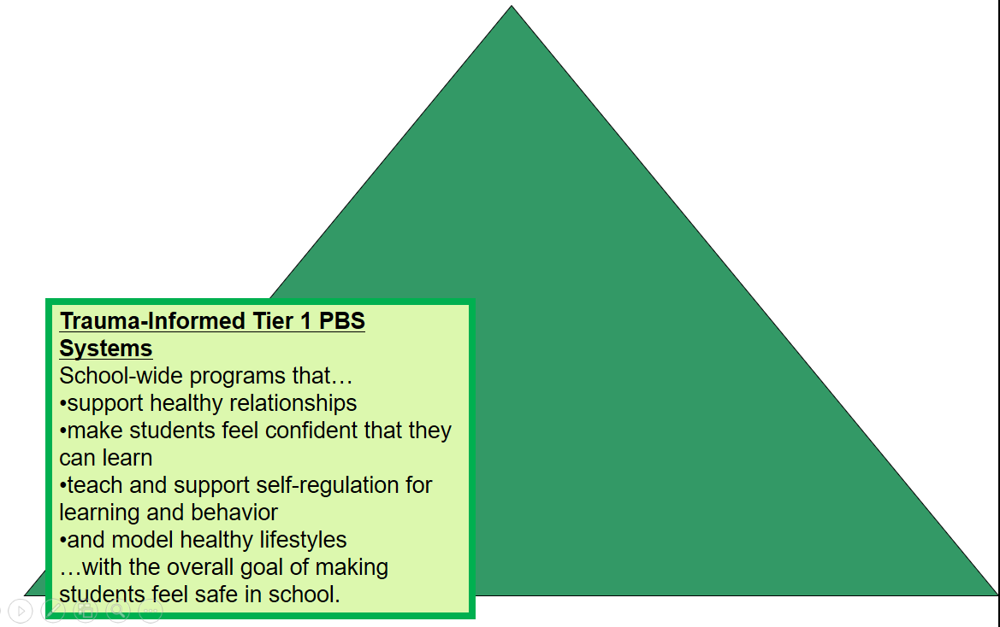 Trauma-Informed Tier 1 PBS
Systems
School-wide programs that…
•support healthy relationships
•make students feel confident that they
can learn
•teach and support self-regulation for
learning and behavior
•and model healthy lifestyles
…with the overall goal of making
students feel safe in school.